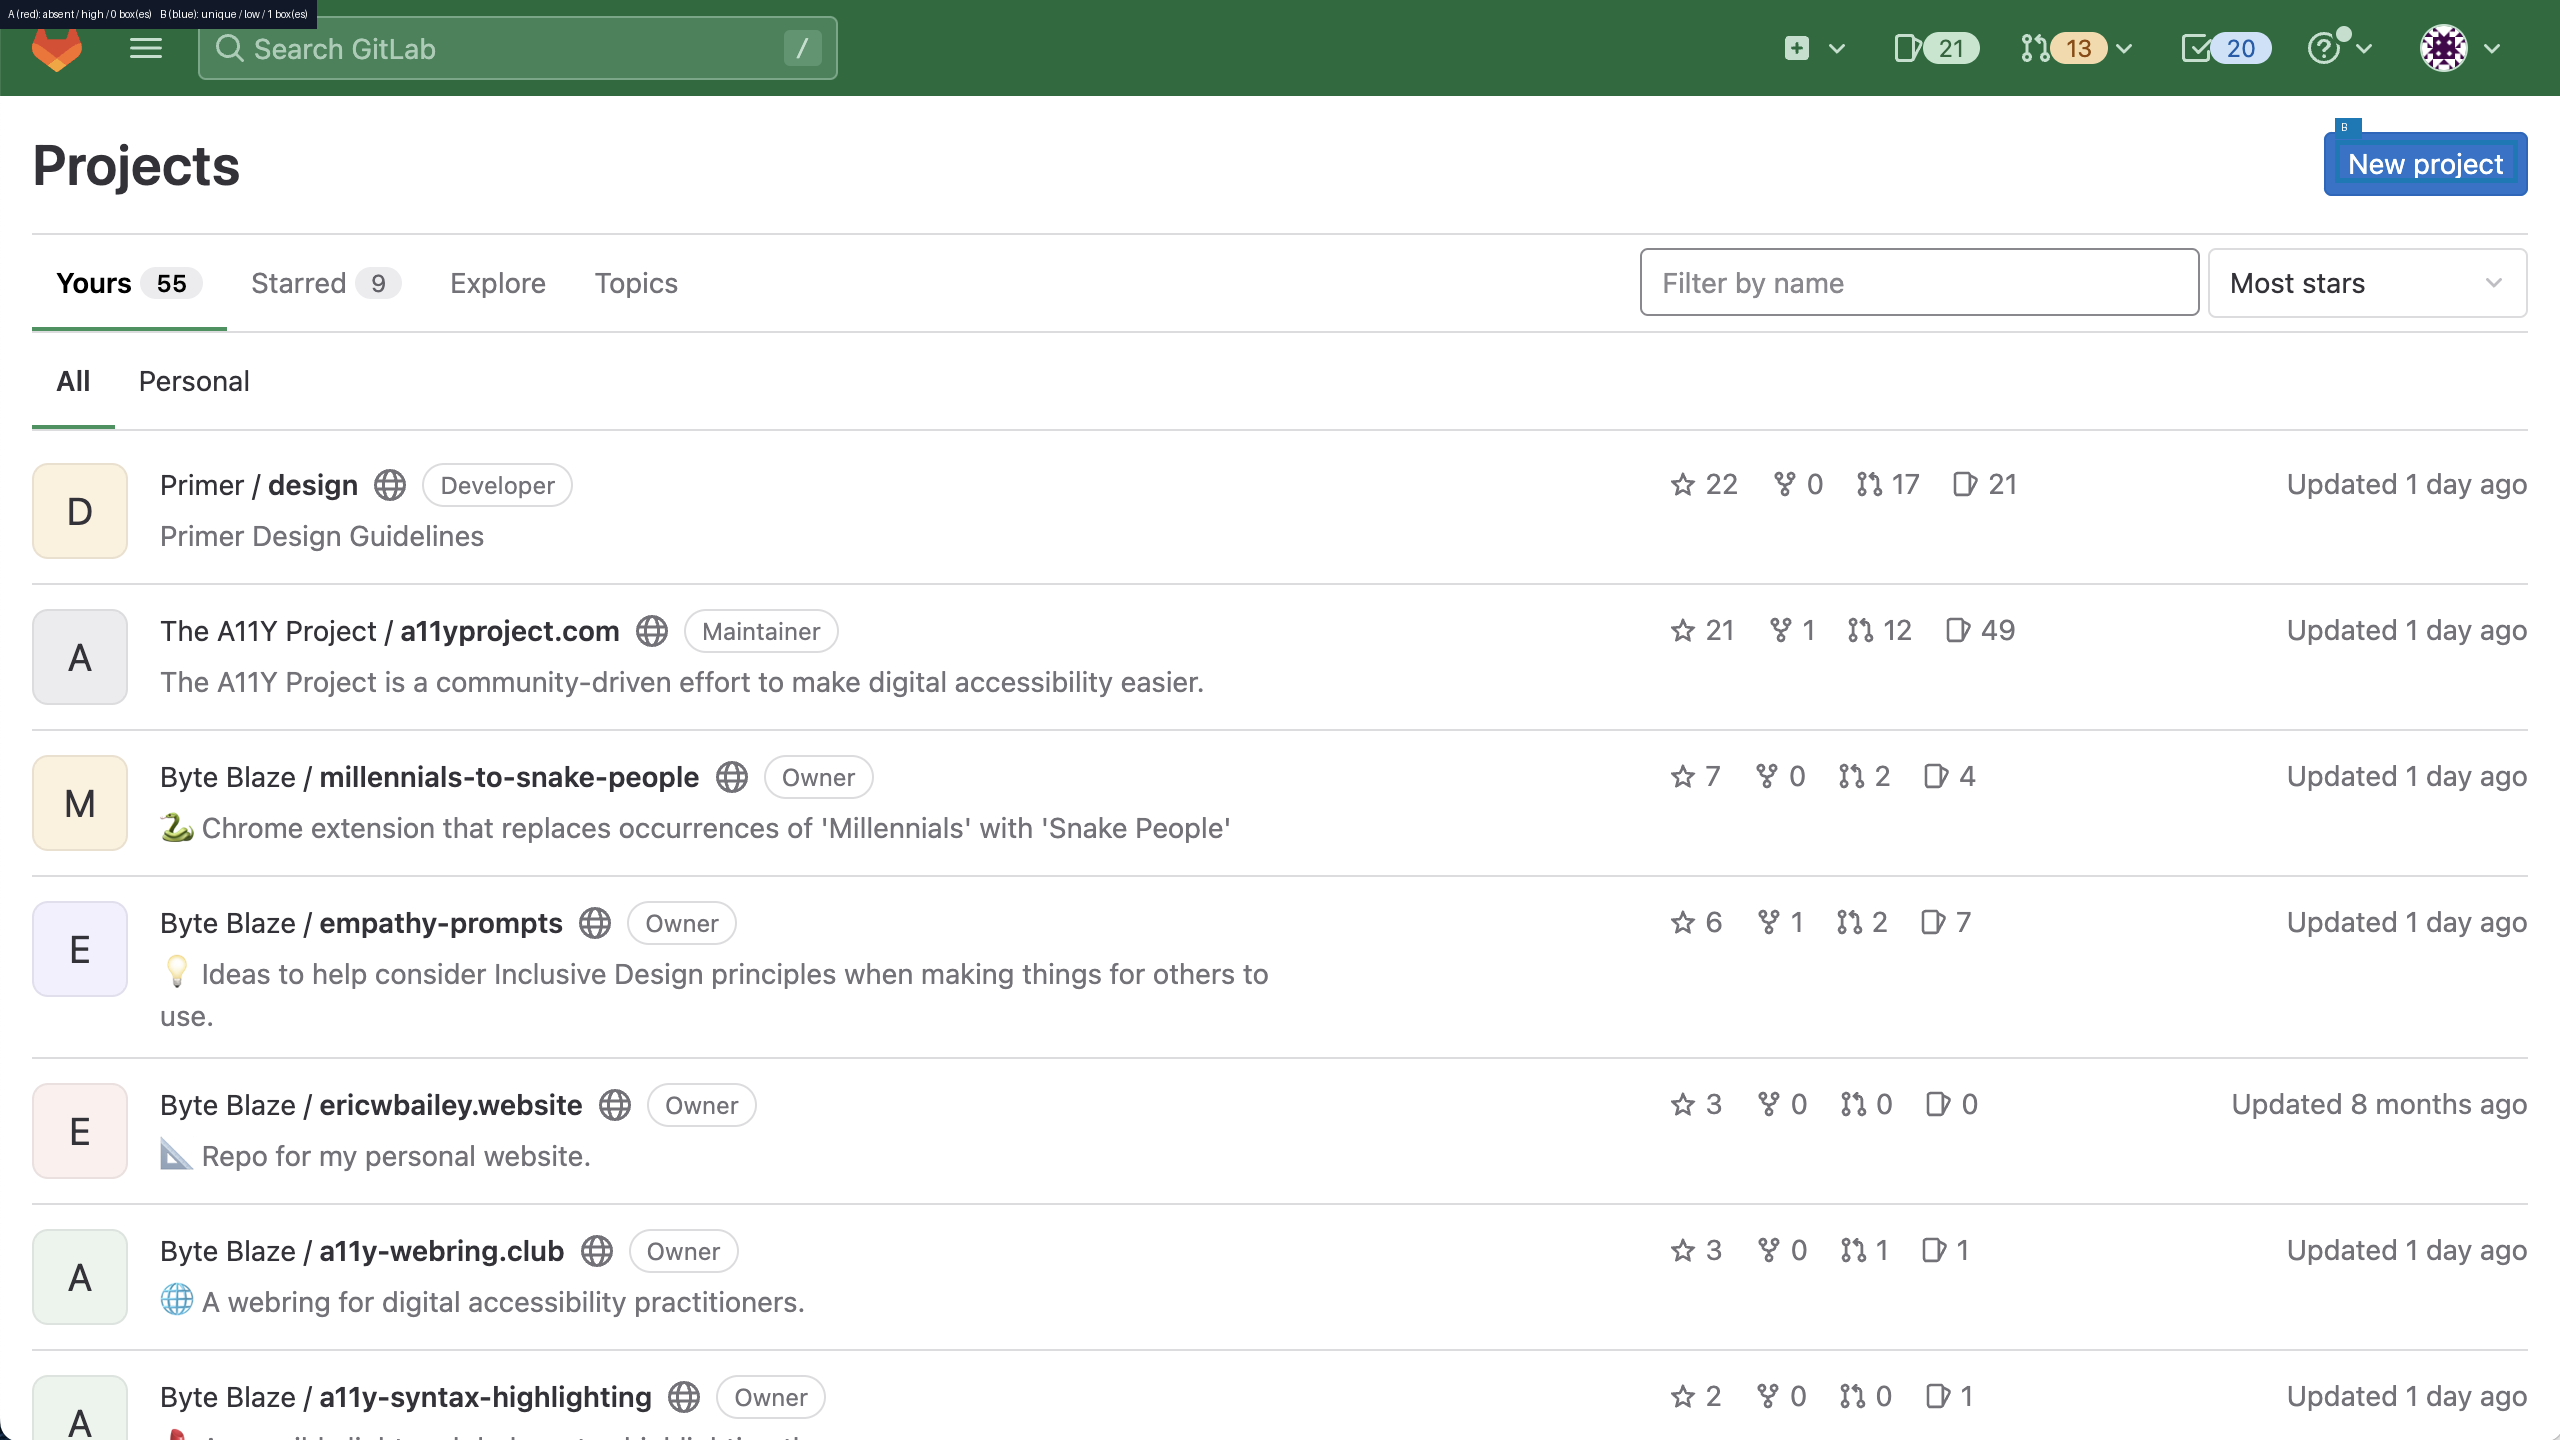 A (red): absent / high / 0 box(es) B (blue): unique / low / 1 box(es)
Search GitLab /
21 13 20
B
Projects
New project
Yours 55 Starred 9 Explore Topics
Filter by name
Most stars
All Personal
D
Primer / design Developer
22 0 17 21
Updated 1 day ago
Primer Design Guidelines
A
The A11Y Project / a11yproject.com Maintainer
21 1 12 49
Updated 1 day ago
The A11Y Project is a community-driven effort to make digital accessibility easier.
M
Byte Blaze / millennials-to-snake-people Owner
7 0 2 4
Updated 1 day ago
🐍 Chrome extension that replaces occurrences of 'Millennials' with 'Snake People'
E
Byte Blaze / empathy-prompts Owner
6 1 2 7
Updated 1 day ago
💡 Ideas to help consider Inclusive Design principles when making things for others to
use.
E
Byte Blaze / ericwbailey.website Owner
3 0 0 0
Updated 8 months ago
📐 Repo for my personal website.
A
Byte Blaze / a11y-webring.club Owner
3 0 1 1
Updated 1 day ago
🌐 A webring for digital accessibility practitioners.
A
Byte Blaze / a11y-syntax-highlighting Owner
2 0 0 1
Updated 1 day ago